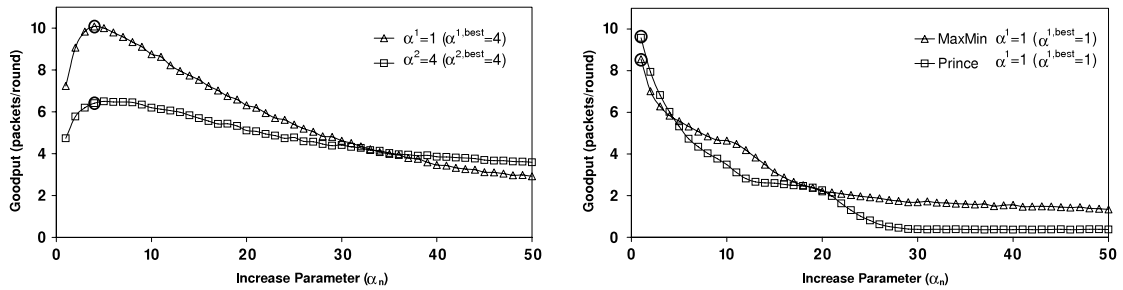 Goodput (packets/round)
10
8
6
4
2
0
α¹=1 (α¹,ᵇᵉˢᵗ=4)
α²=4 (α²,ᵇᵉˢᵗ=4)
0 10 20 30 40 50
Increase Parameter (αₙ)
Goodput (packets/round)
10
8
6
4
2
0
MaxMin α¹=1 (α¹,ᵇᵉˢᵗ=1)
Prince α¹=1 (α¹,ᵇᵉˢᵗ=1)
0 10 20 30 40 50
Increase Parameter (αₙ)